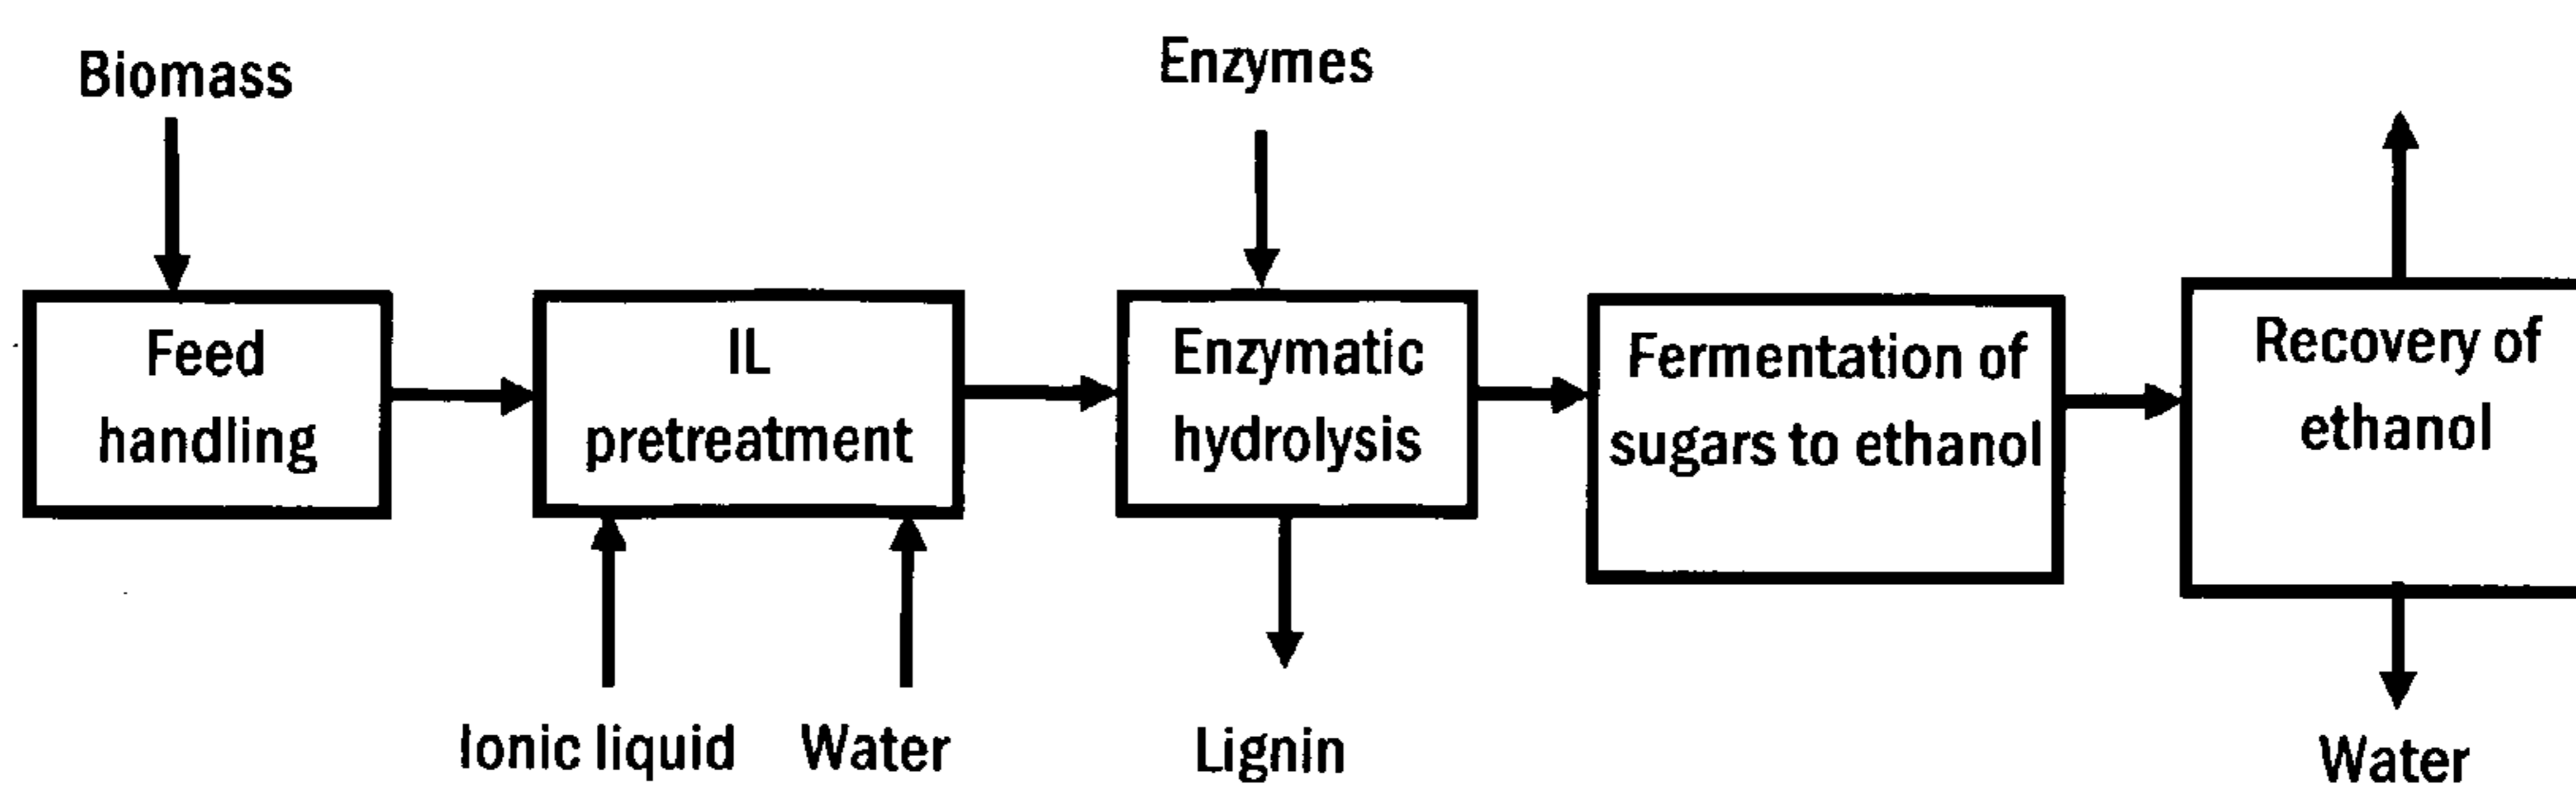 Biomass
Enzymes
Feed
handling
IL
pretreatment
Enzymatic
hydrolysis
Fermentation of
sugars to ethanol
Recovery of
ethanol
Ionic liquid
Water
Lignin
Water